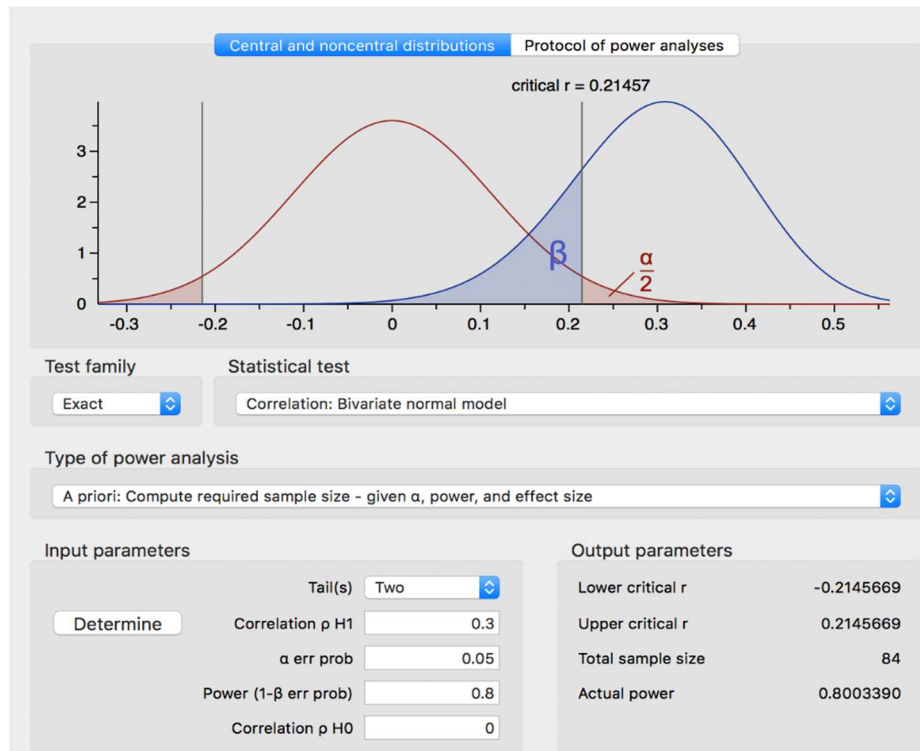 Central and noncentral distributions Protocol of power analyses
critical r = 0.21457
3
2
1
0
β
α
2
-0.3 -0.2 -0.1 0 0.1 0.2 0.3 0.4 0.5
Test family Statistical test
Exact Correlation: Bivariate normal model
Type of power analysis
A priori: Compute required sample size - given α, power, and effect size
Input parameters Output parameters
Tail(s) Two Lower critical r -0.2145669
Determine Correlation ρ H1 0.3 Upper critical r 0.2145669
α err prob 0.05 Total sample size 84
Power (1-β err prob) 0.8 Actual power 0.8003390
Correlation ρ H0 0